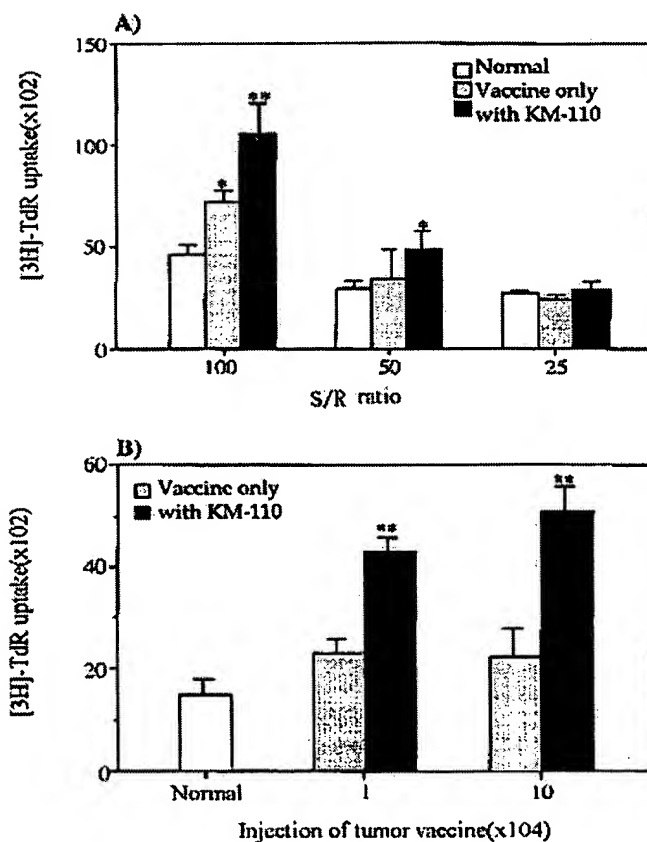 A)
150
100
50
0
[3H]-TdR uptake(x102)
Normal
Vaccine only
with KM-110
*
**
*
100
50
25
S/R ratio
B)
60
40
20
0
[3H]-TdR uptake(x102)
Vaccine only
with KM-110
**
**
Normal
1
10
Injection of tumor vaccine(x104)